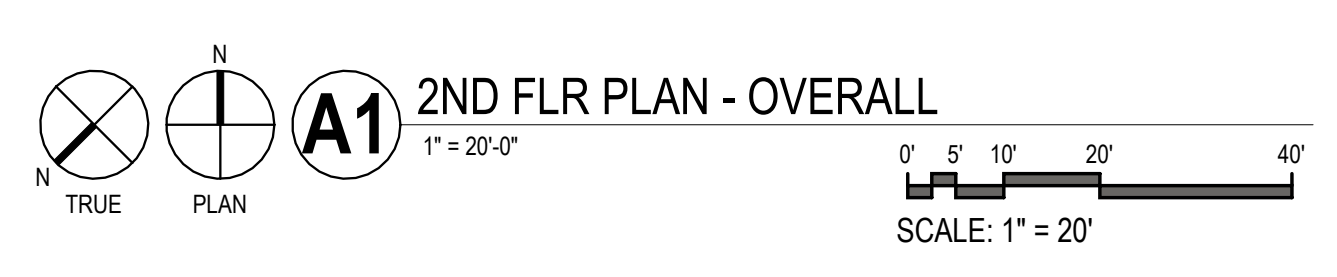 N
TRUE
N
PLAN
A1
2ND FLR PLAN - OVERALL
1" = 20'-0"
0' 5' 10' 20' 40'
SCALE: 1" = 20'